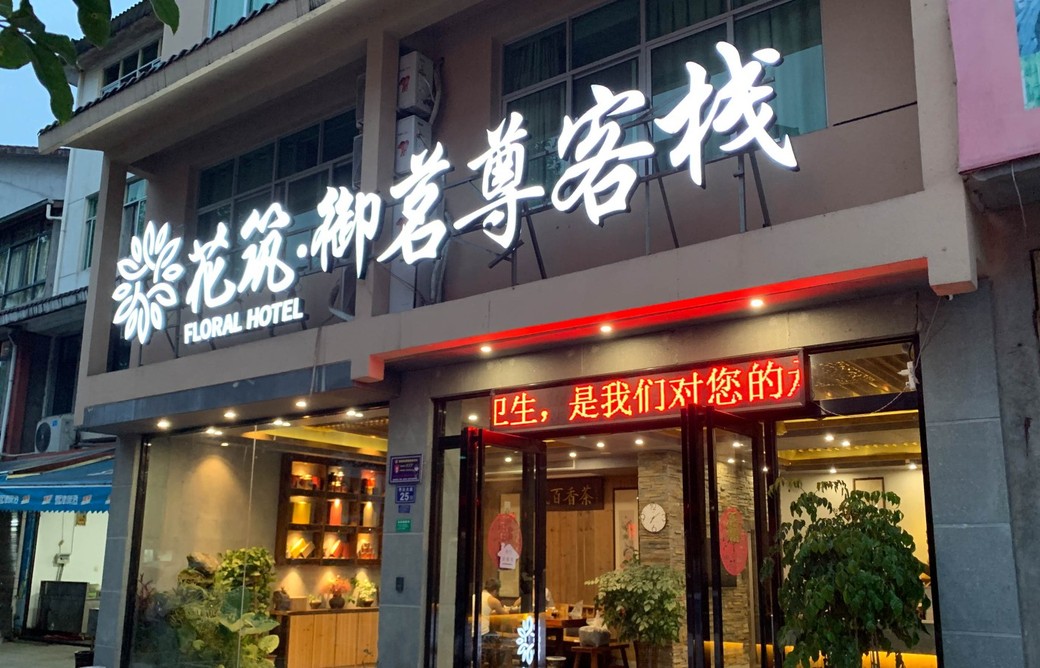 花筑·御茗尊客栈
FLORAL HOTEL
卫生，是我们对您的
百香茶
25